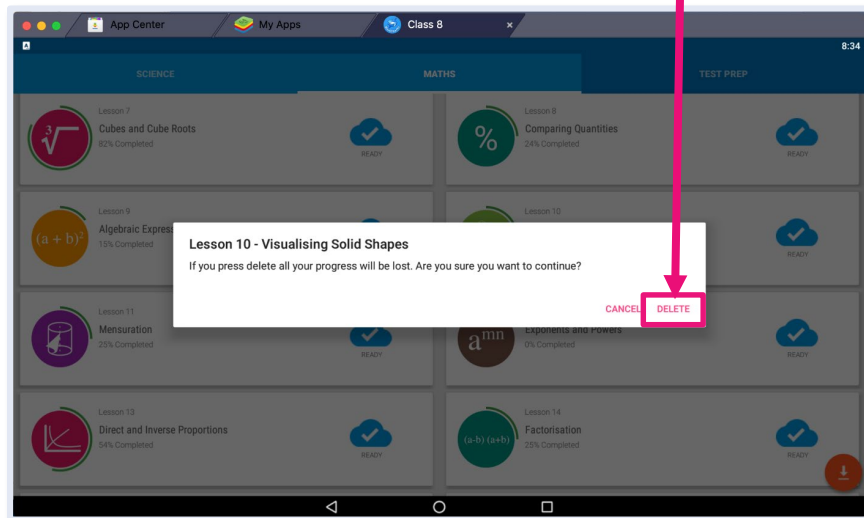 App Center
My Apps
Class 8
×
A
8:34
SCIENCE
MATHS
TEST PREP
Lesson 7
Cubes and Cube Roots
82% Completed
READY
3√
Lesson 8
Comparing Quantities
24% Completed
READY
%
Lesson 9
Algebraic Express
15% Completed
(a + b)²
Lesson 10
READY
Lesson 10 - Visualising Solid Shapes
If you press delete all your progress will be lost. Are you sure you want to continue?
CANCEL
DELETE
Lesson 11
Mensuration
25% Completed
READY
Exponents and Powers
0% Completed
READY
aᵐⁿ
Lesson 13
Direct and Inverse Proportions
54% Completed
READY
Lesson 14
Factorisation
25% Completed
READY
(a-b) (a+b)